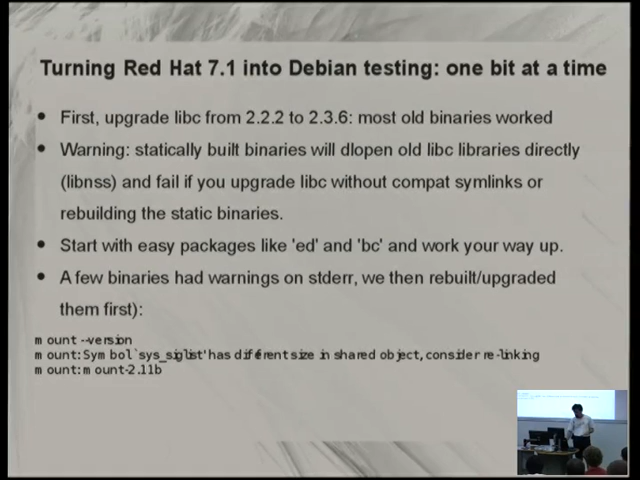 Turning Red Hat 7.1 into Debian testing: one bit at a time
First, upgrade libc from 2.2.2 to 2.3.6: most old binaries worked
Warning: statically built binaries will dlopen old libc libraries directly
(libnss) and fail if you upgrade libc without compat symlinks or
rebuilding the static binaries.
Start with easy packages like 'ed' and 'bc' and work your way up.
A few binaries had warnings on stderr, we then rebuilt/upgraded
them first):
mount --version
mount: Symbol `sys_siglist' has different size in shared object, consider re-linking
mount: mount-2.11b